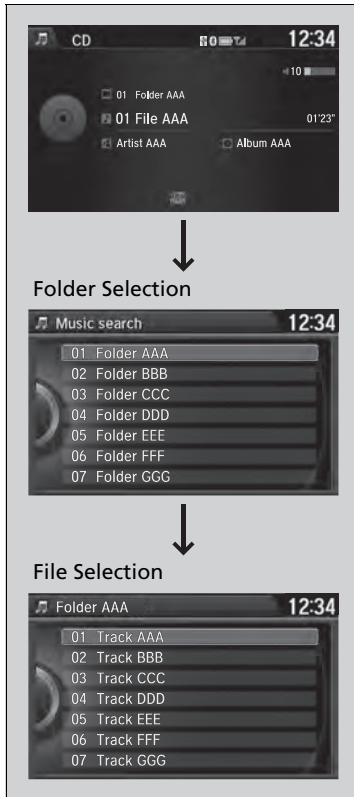 CD 12:34
10
01 Folder AAA
01 File AAA 01'23"
Artist AAA Album AAA
Folder Selection
Music search 12:34
01 Folder AAA
02 Folder BBB
03 Folder CCC
04 Folder DDD
05 Folder EEE
06 Folder FFF
07 Folder GGG
File Selection
Folder AAA 12:34
01 Track AAA
02 Track BBB
03 Track CCC
04 Track DDD
05 Track EEE
06 Track FFF
07 Track GGG